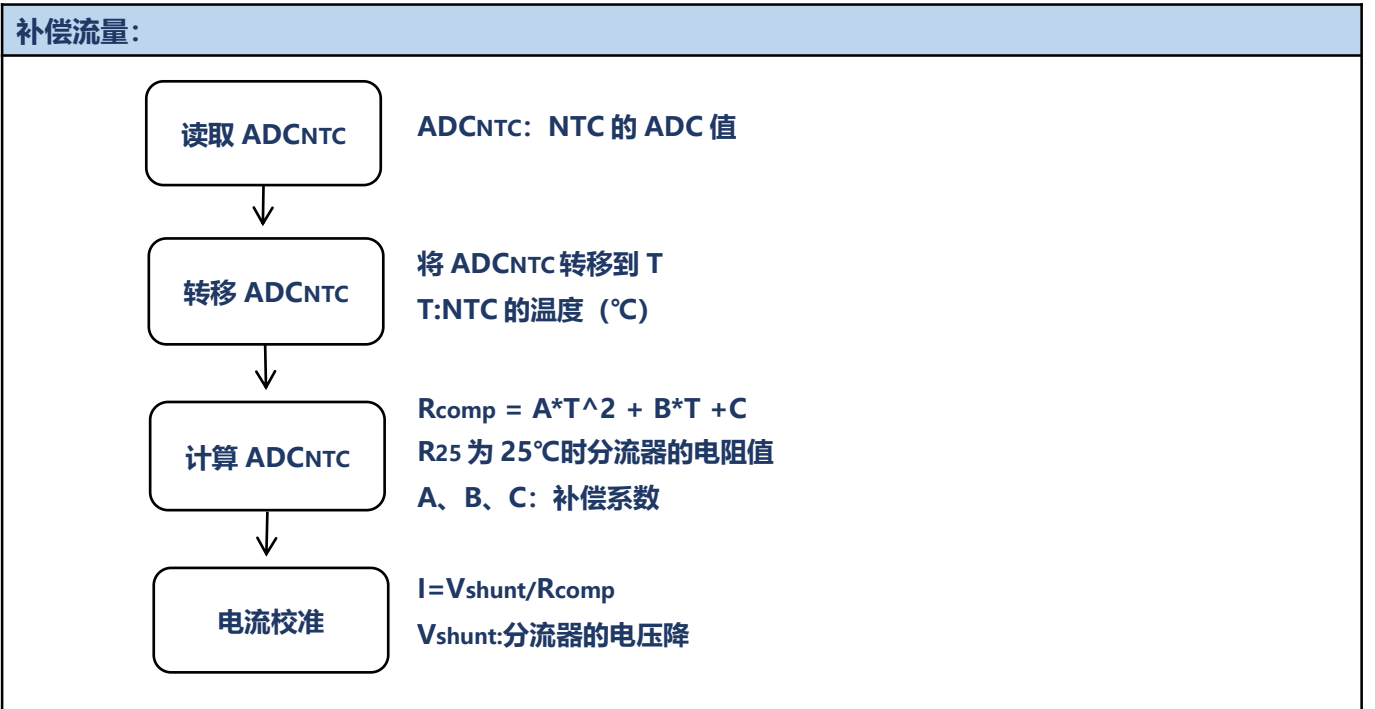 补偿流量：
读取 ADCNTC
ADCNTC：NTC 的 ADC 值
转移 ADCNTC
将 ADCNTC 转移到 T
T:NTC 的温度（℃）
计算 ADCNTC
Rcomp = A*T^2 + B*T +C
R25 为 25℃时分流器的电阻值
A、B、C：补偿系数
电流校准
I=Vshunt/Rcomp
Vshunt:分流器的电压降